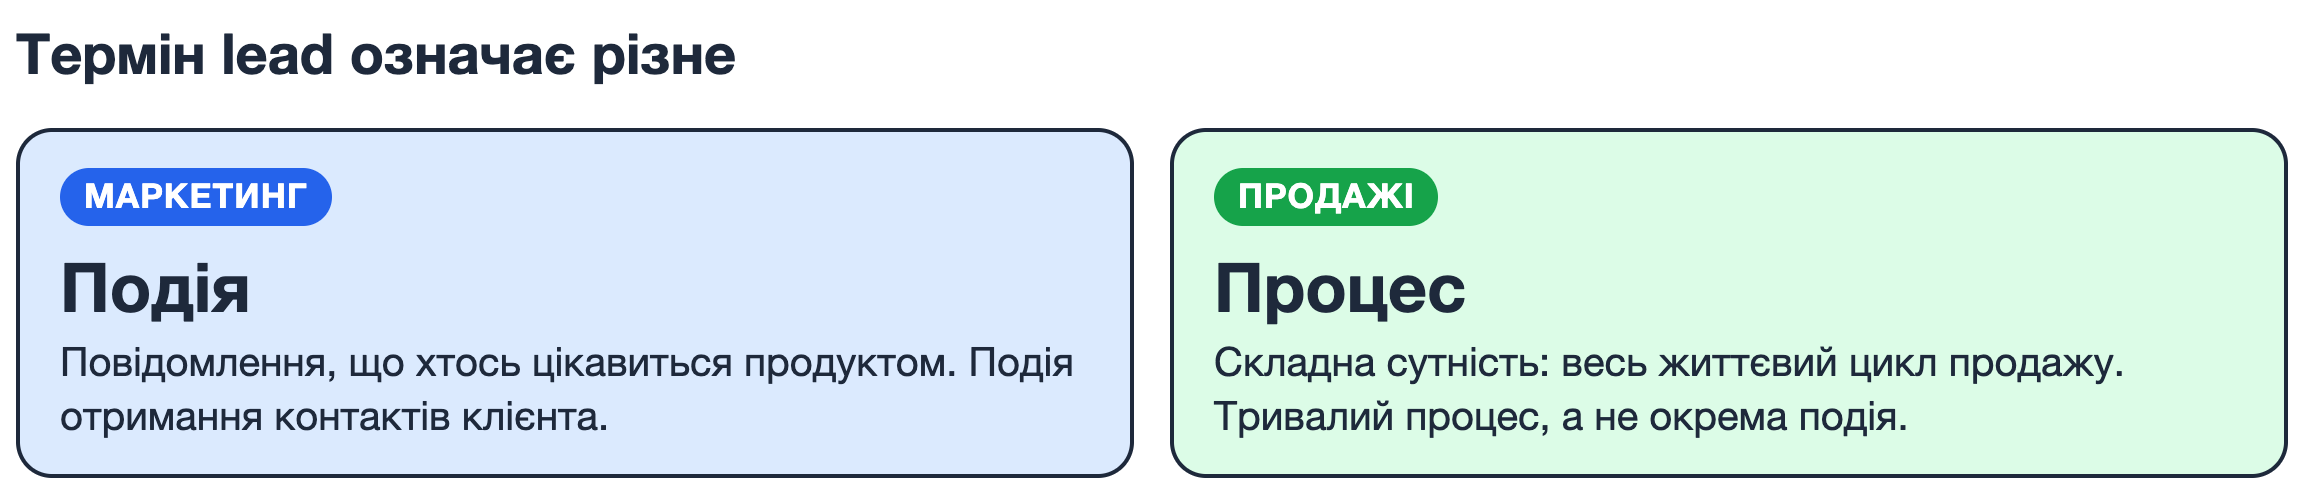 Термін lead означає різне
МАРКЕТИНГ
Подія
Повідомлення, що хтось цікавиться продуктом. Подія
отримання контактів клієнта.
ПРОДАЖІ
Процес
Складна сутність: весь життєвий цикл продажу.
Тривалий процес, а не окрема подія.